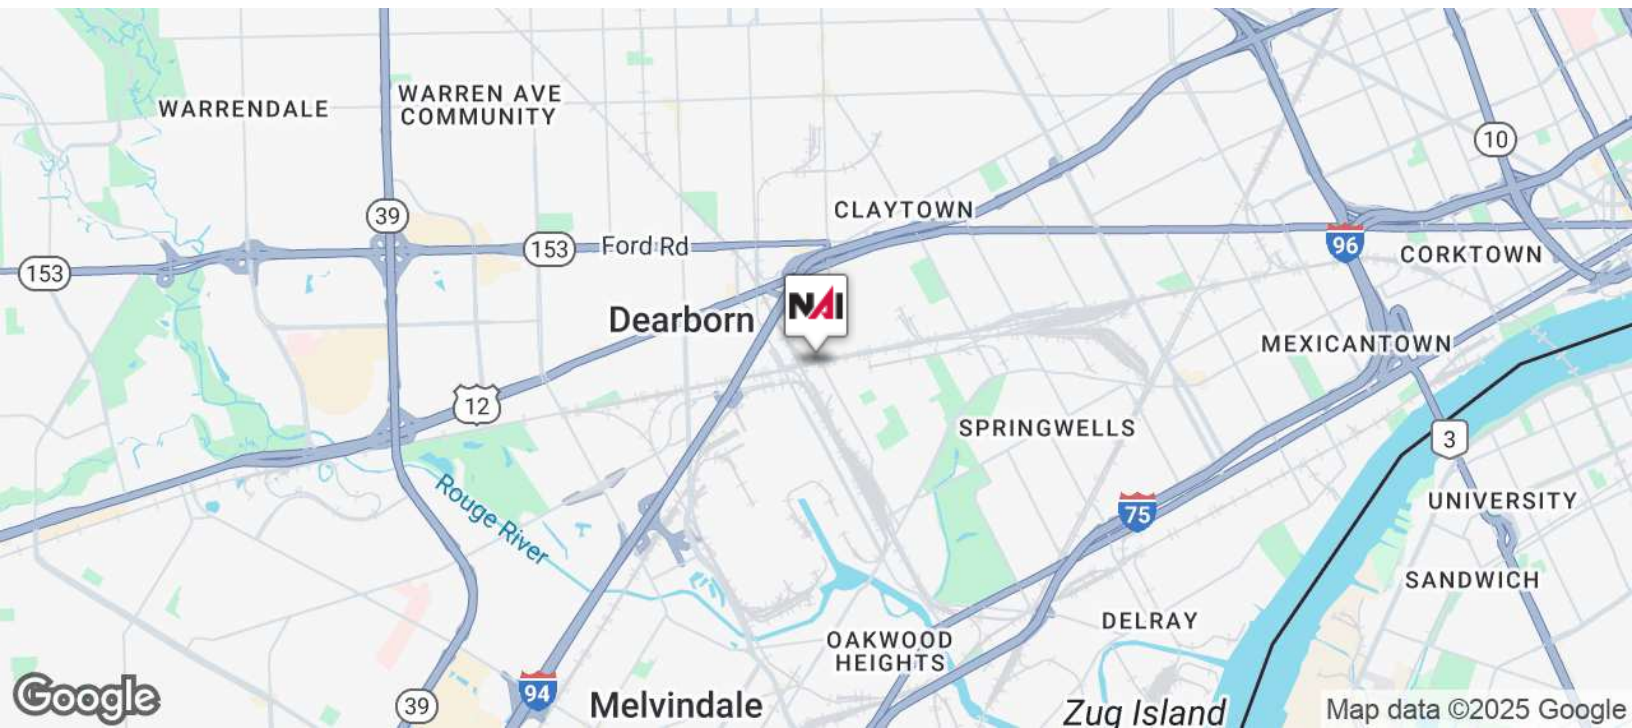 WARRENDALE
WARREN AVE
COMMUNITY
10
39
CLAYTOWN
153
153
Ford Rd
96
CORKTOWN
NAI
Dearborn
MEXICANTOWN
12
SPRINGWELLS
3
Rouge River
75
UNIVERSITY
SANDWICH
DELRAY
OAKWOOD
HEIGHTS
Google
39
94
Melvindale
Zug Island
Map data ©2025 Google